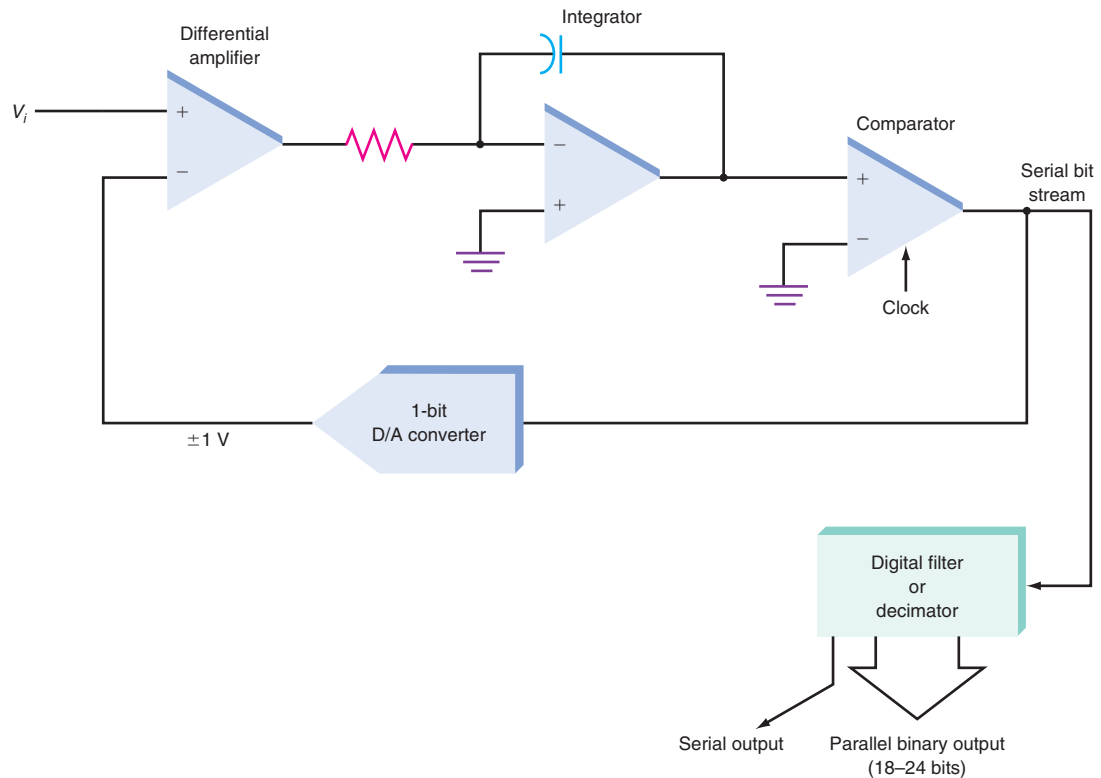 Integrator
Differential
amplifier
V_i
+
−
−
+
Comparator
+
−
Serial bit
stream
Clock
1-bit
D/A converter
±1 V
Digital filter
or
decimator
Serial output
Parallel binary output
(18–24 bits)